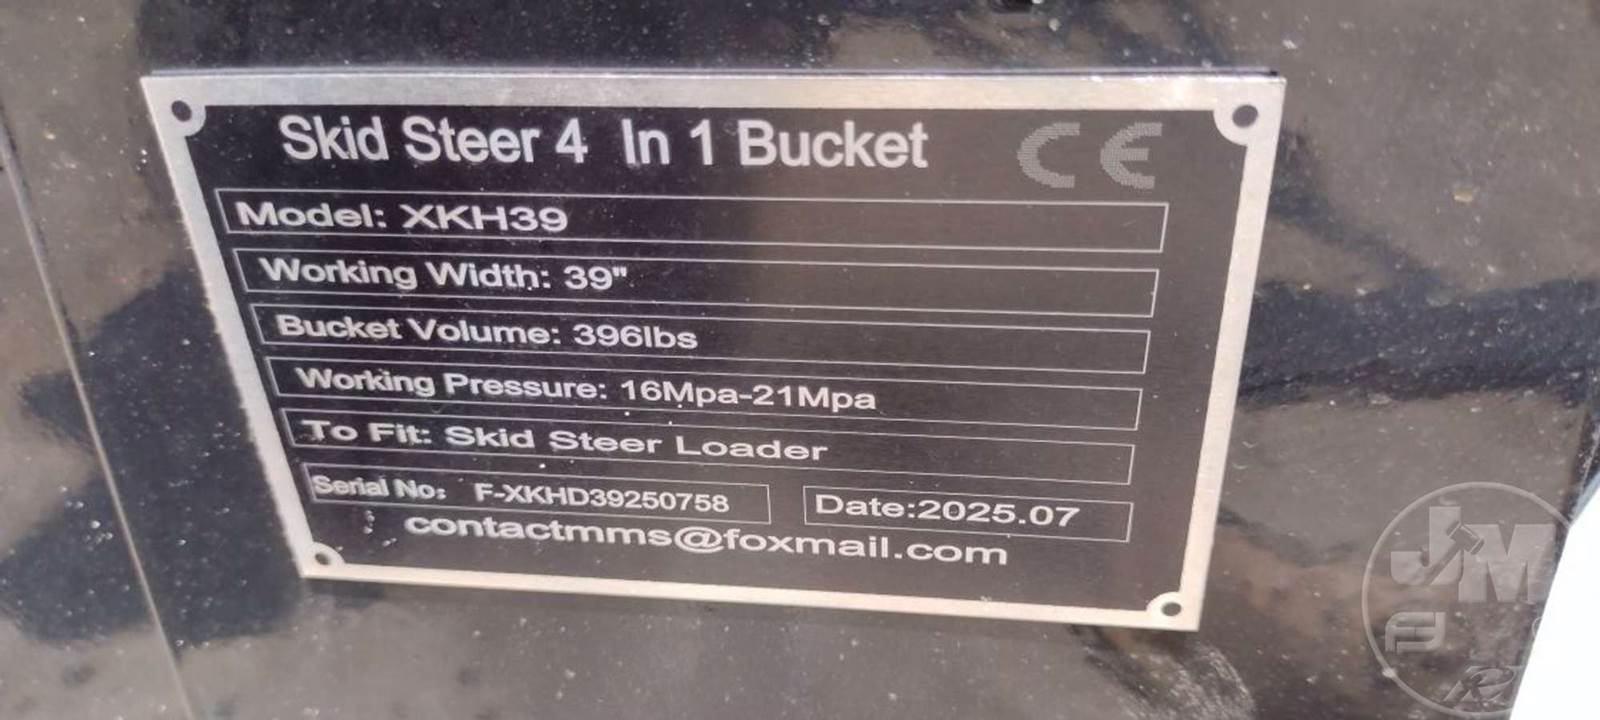 Skid Steer 4 In 1 Bucket CE
Model: XKH39
Working Width: 39"
Bucket Volume: 396lbs
Working Pressure: 16Mpa-21Mpa
To Fit: Skid Steer Loader
Serial No: F-XKHD39250758 Date:2025.07
contactmms@foxmail.com
JM